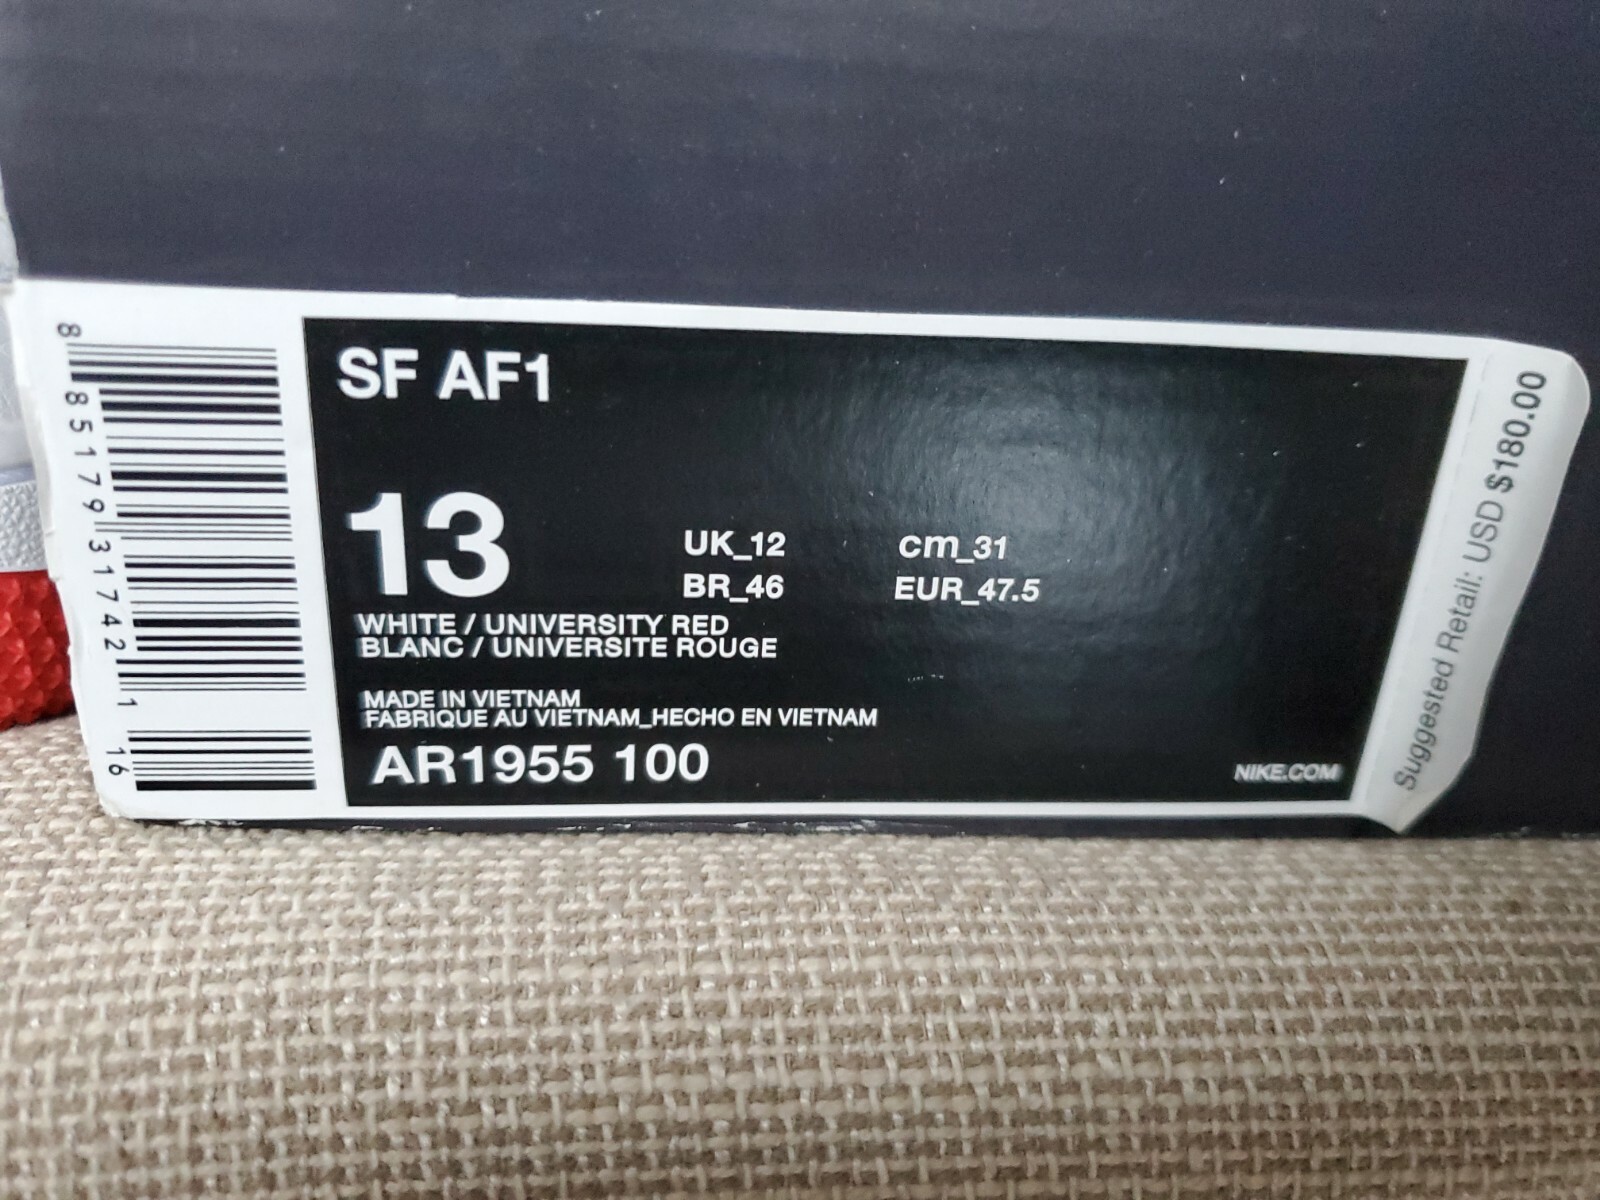 8 85179 31742 1 16
SF AF1
13
UK_12 cm_31
BR_46 EUR_47.5
WHITE / UNIVERSITY RED
BLANC / UNIVERSITE ROUGE
MADE IN VIETNAM
FABRIQUE AU VIETNAM_HECHO EN VIETNAM
AR1955 100
NIKE.COM
Suggested Retail: USD $180.00